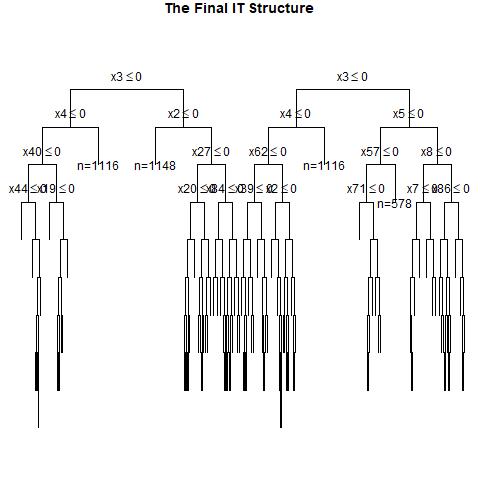 The Final IT Structure
x3 ≤ 0 x3 ≤ 0
x4 ≤ 0 x2 ≤ 0 x4 ≤ 0 x5 ≤ 0
x40 ≤ 0 x27 ≤ 0 x62 ≤ 0 x57 ≤ 0 x8 ≤ 0
n=1116 n=1148 n=1116
x44 ≤ 0 x19 ≤ 0 x20 ≤ 0 x84 ≤ 0 x2 ≤ 0 x71 ≤ 0 x7 ≤ 0 x86 ≤ 0
n=578